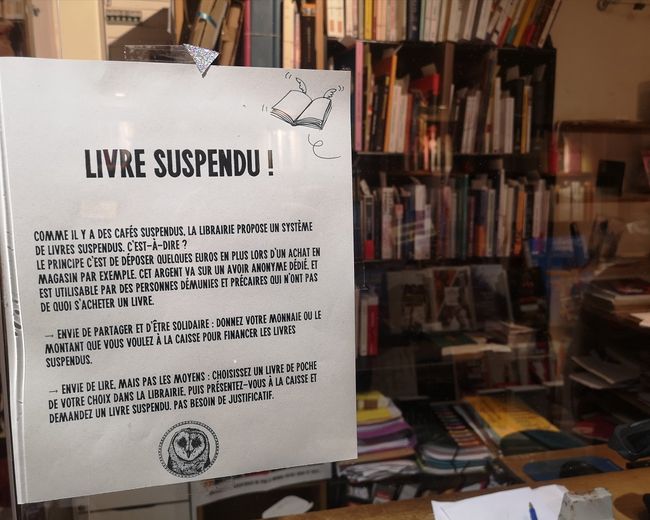 LIVRE SUSPENDU !
COMME IL Y A DES CAFÉS SUSPENDUS, LA LIBRAIRIE PROPOSE UN SYSTÈME
DE LIVRES SUSPENDUS. C'EST-À-DIRE ?
LE PRINCIPE C'EST DE DÉPOSER QUELQUES EUROS EN PLUS LORS D'UN ACHAT EN
MAGASIN PAR EXEMPLE. CET ARGENT VA SUR UN AVOIR ANONYME DÉDIÉ, ET
EST UTILISABLE PAR DES PERSONNES DÉMUNIES ET PRÉCAIRES QUI N'ONT PAS
DE QUOI S'ACHETER UN LIVRE.
→ ENVIE DE PARTAGER ET D'ÊTRE SOLIDAIRE : DONNEZ VOTRE MONNAIE OU LE
MONTANT QUE VOUS VOULEZ À LA CAISSE POUR FINANCER LES LIVRES
SUSPENDUS.
→ ENVIE DE LIRE, MAIS PAS LES MOYENS : CHOISISSEZ UN LIVRE DE POCHE
DE VOTRE CHOIX DANS LA LIBRAIRIE, PUIS PRÉSENTEZ-VOUS À LA CAISSE ET
DEMANDEZ UN LIVRE SUSPENDU. PAS BESOIN DE JUSTIFICATIF.